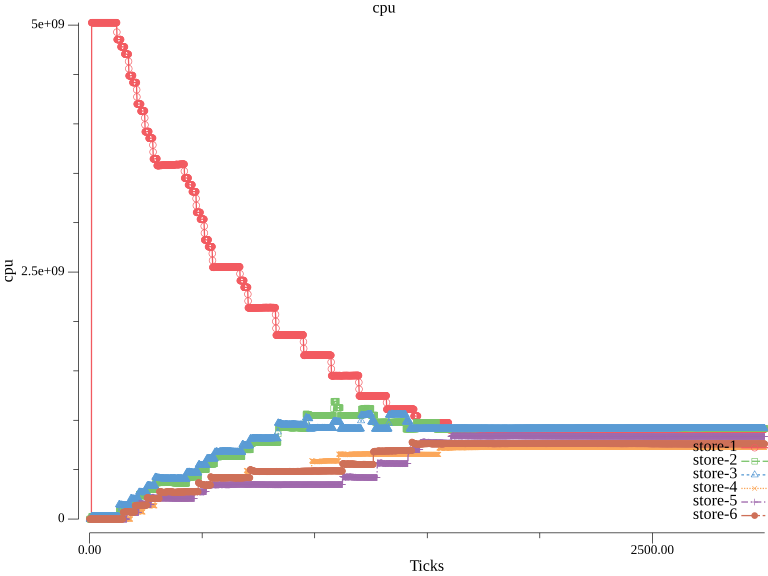 cpu
5e+09
2.5e+09
0
cpu
0.00
2500.00
Ticks
store-1
store-2
store-3
store-4
store-5
store-6